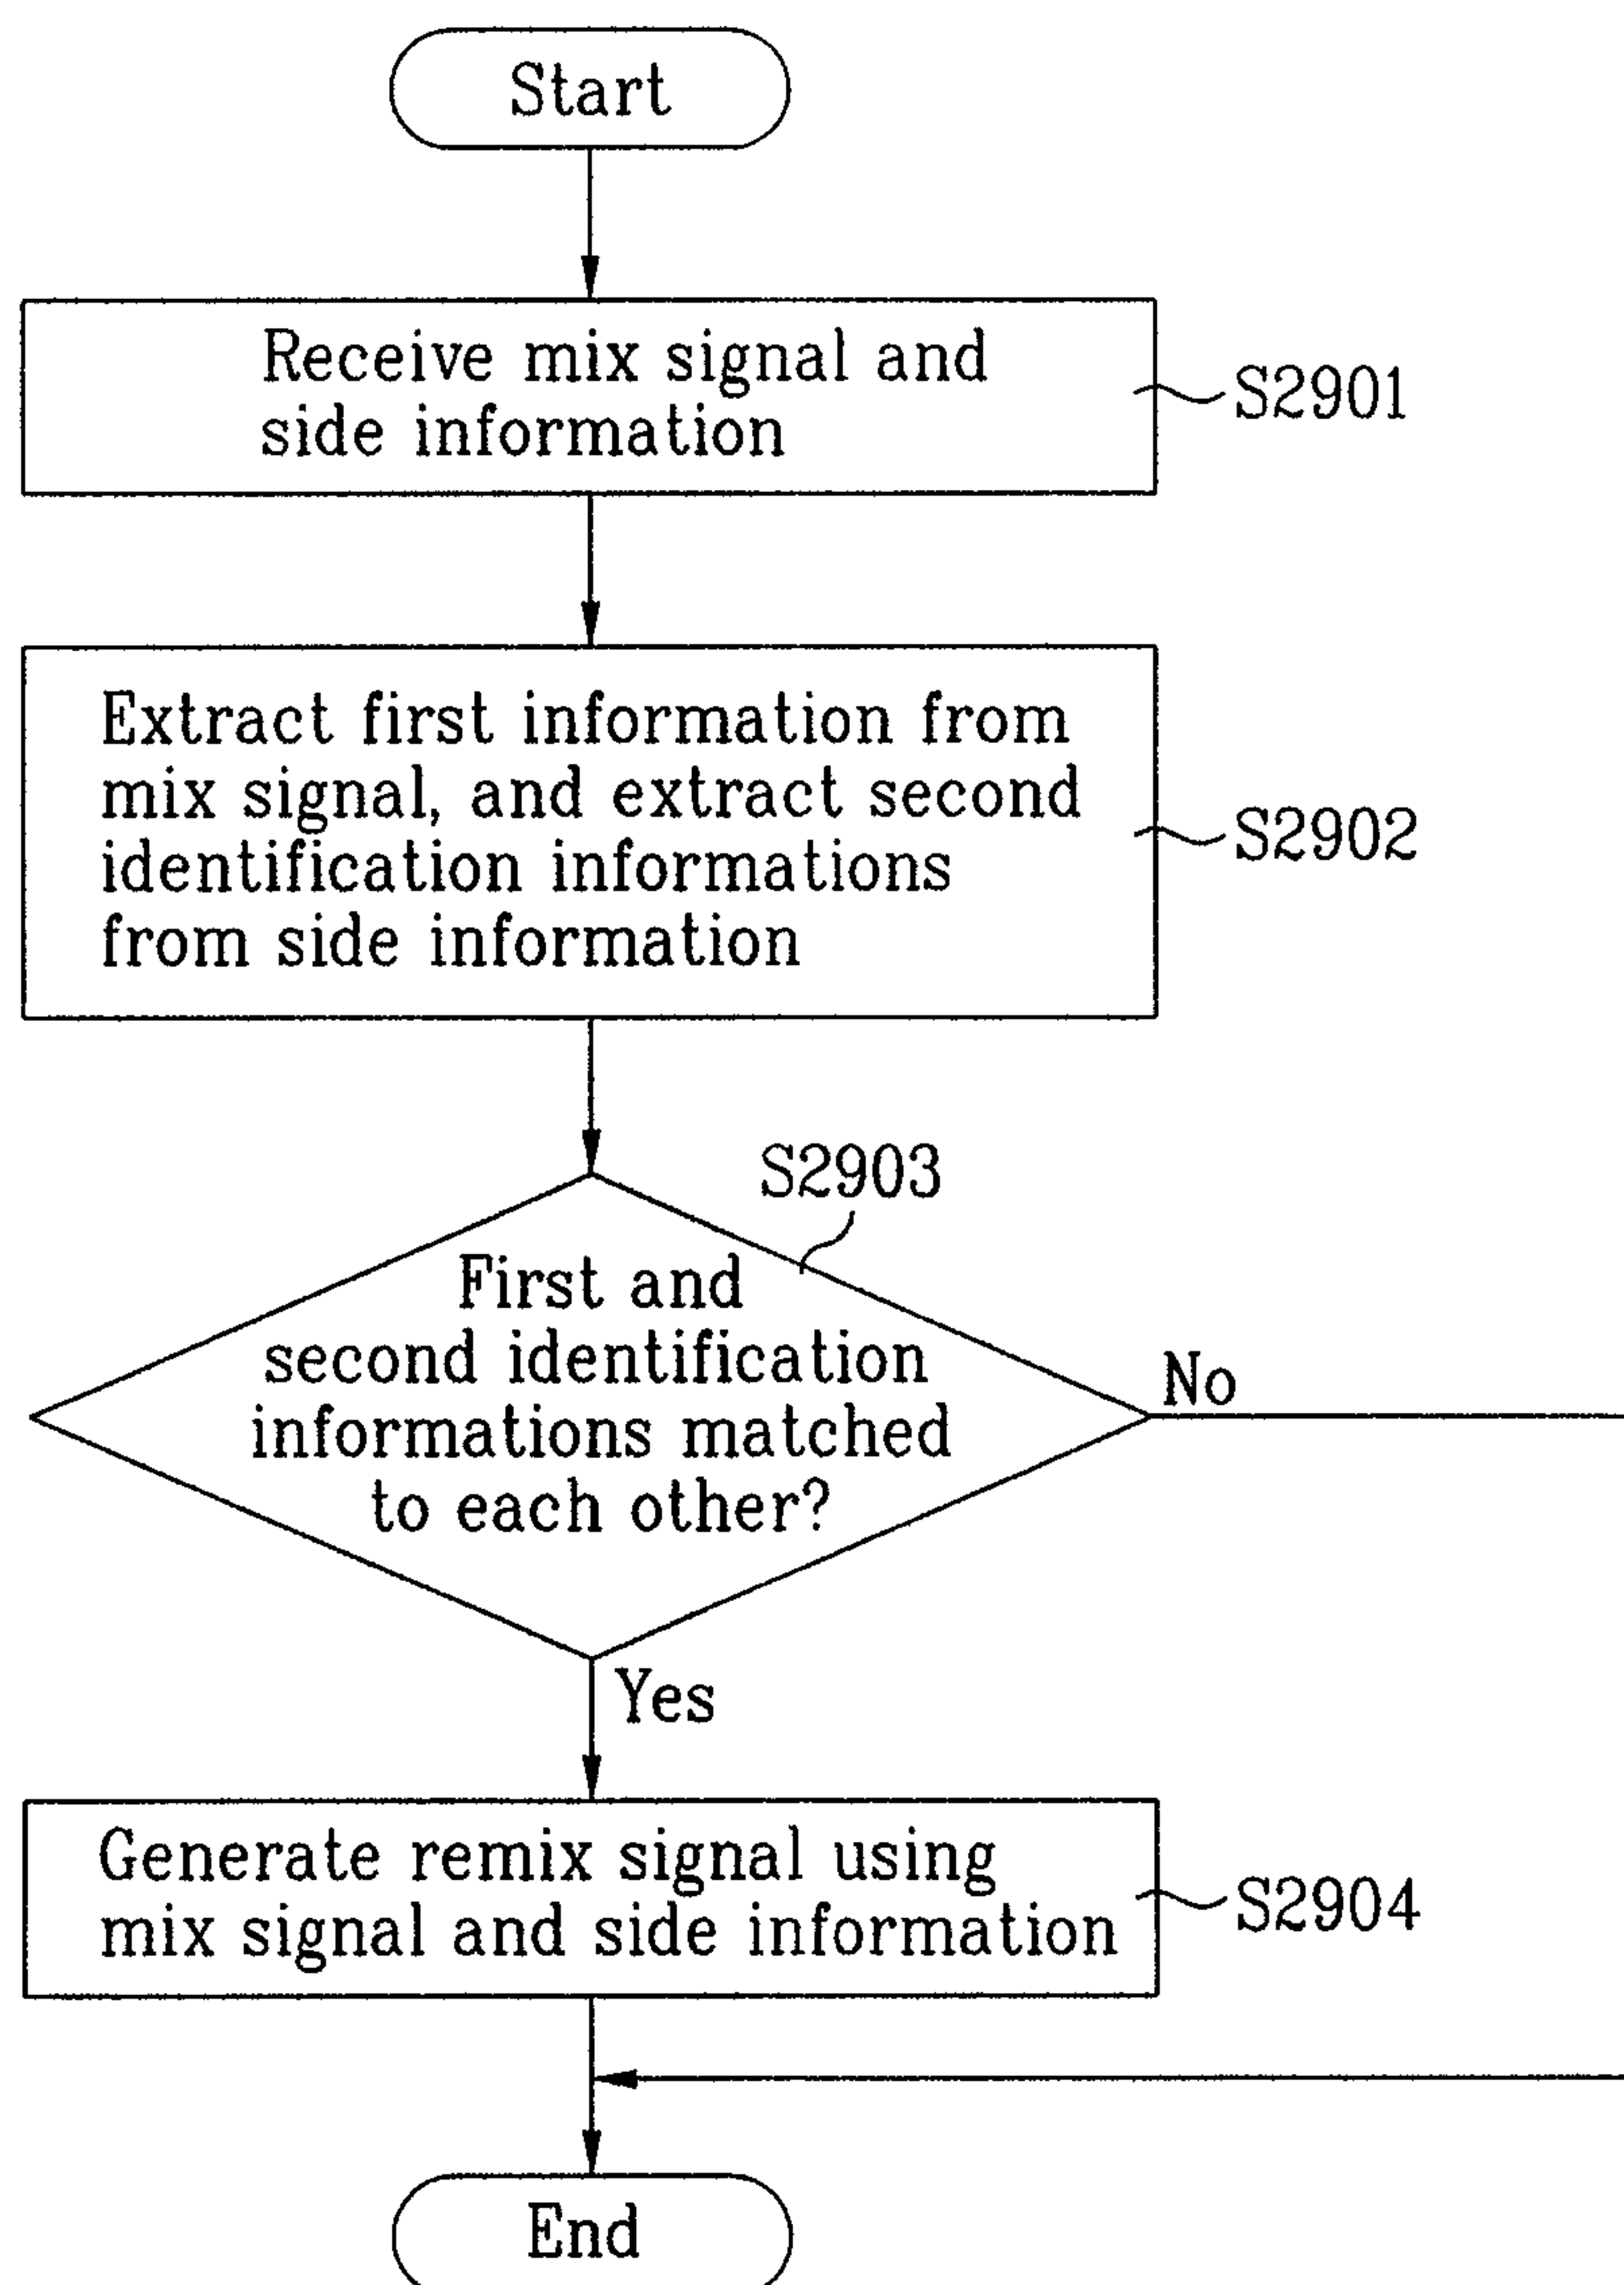 Start
Receive mix signal and
side information
S2901
Extract first information from
mix signal, and extract second
identification informations
from side information
S2902
S2903
First and
second identification
informations matched
to each other?
No
Yes
Generate remix signal using
mix signal and side information
S2904
End